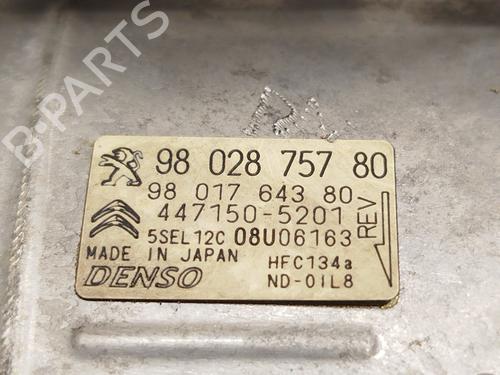 B-PARTS
98 028 757 80
98 017 643 80
447150-5201
5SEL12C 08U06163
REV
MADE IN JAPAN
HFC134a
DENSO
ND-OIL8